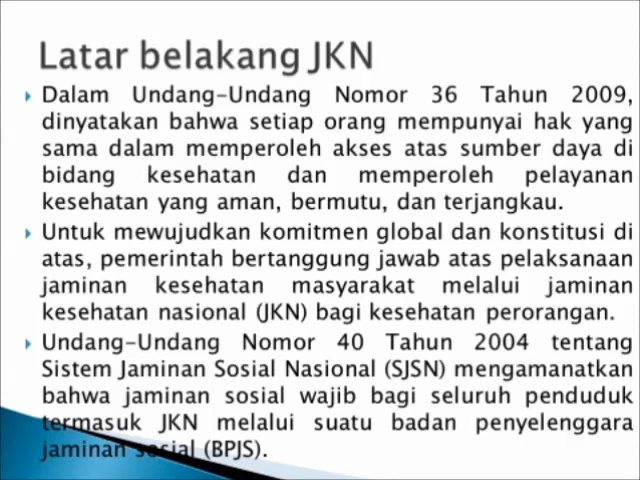 Latar belakang JKN
Dalam Undang-Undang Nomor 36 Tahun 2009,
dinyatakan bahwa setiap orang mempunyai hak yang
sama dalam memperoleh akses atas sumber daya di
bidang kesehatan dan memperoleh pelayanan
kesehatan yang aman, bermutu, dan terjangkau.
Untuk mewujudkan komitmen global dan konstitusi di
atas, pemerintah bertanggung jawab atas pelaksanaan
jaminan kesehatan masyarakat melalui jaminan
kesehatan nasional (JKN) bagi kesehatan perorangan.
Undang-Undang Nomor 40 Tahun 2004 tentang
Sistem Jaminan Sosial Nasional (SJSN) mengamanatkan
bahwa jaminan sosial wajib bagi seluruh penduduk
termasuk JKN melalui suatu badan penyelenggara
jaminan sosial (BPJS).